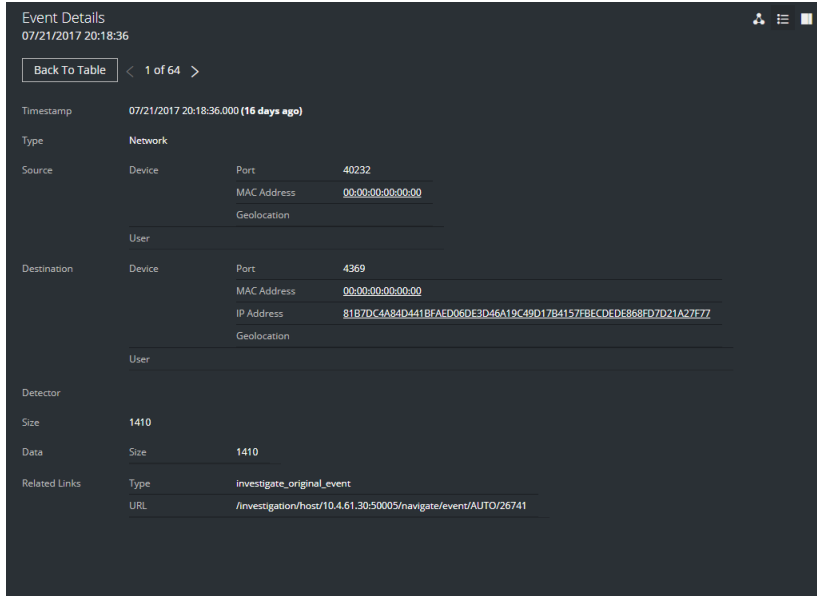 Event Details
07/21/2017 20:18:36
Back To Table < 1 of 64 >
Timestamp 07/21/2017 20:18:36.000 (16 days ago)
Type Network
Source Device Port 40232
MAC Address 00:00:00:00:00:00
Geolocation
User
Destination Device Port 4369
MAC Address 00:00:00:00:00:00
IP Address 81B7DC4A84D441BFAED06DE3D46A19C49D17B4157FBECDEDE868FD7D21A27F77
Geolocation
User
Detector
Size 1410
Data Size 1410
Related Links Type investigate_original_event
URL /investigation/host/10.4.61.30:50005/navigate/event/AUTO/26741